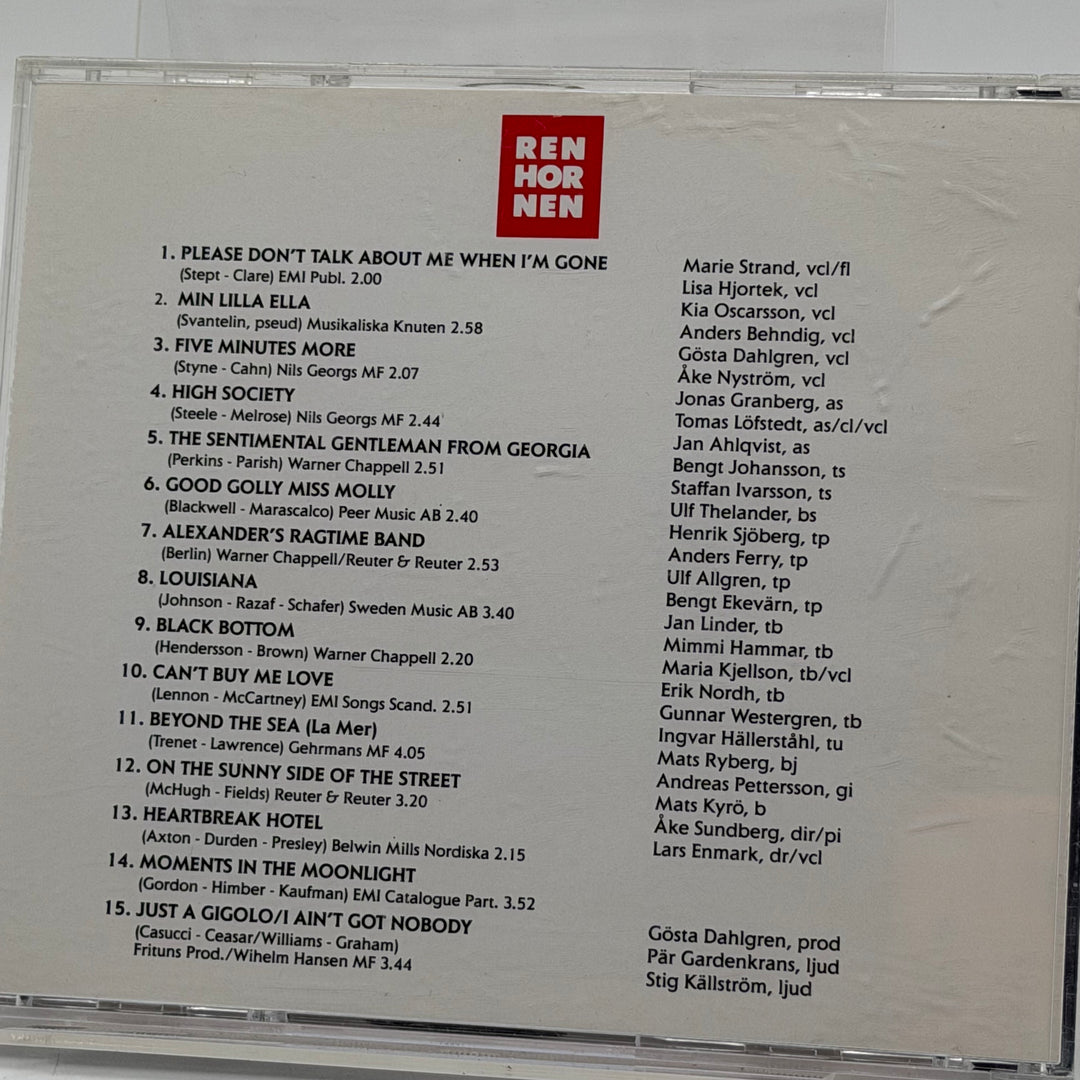 REN
HOR
NEN
1. PLEASE DON'T TALK ABOUT ME WHEN I'M GONE
(Stept - Clare) EMI Publ. 2.00
2. MIN LILLA ELLA
(Svantelin, pseud) Musikaliska Knuten 2.58
3. FIVE MINUTES MORE
(Styne - Cahn) Nils Georgs MF 2.07
4. HIGH SOCIETY
(Steele - Melrose) Nils Georgs MF 2.44
5. THE SENTIMENTAL GENTLEMAN FROM GEORGIA
(Perkins - Parish) Warner Chappell 2.51
6. GOOD GOLLY MISS MOLLY
(Blackwell - Marascalco) Peer Music AB 2.40
7. ALEXANDER'S RAGTIME BAND
(Berlin) Warner Chappell/Reuter & Reuter 2.53
8. LOUISIANA
(Johnson - Razaf - Schafer) Sweden Music AB 3.40
9. BLACK BOTTOM
(Hendersson - Brown) Warner Chappell 2.20
10. CAN'T BUY ME LOVE
(Lennon - McCartney) EMI Songs Scand. 2.51
11. BEYOND THE SEA (La Mer)
(Trenet - Lawrence) Gehrmans MF 4.05
12. ON THE SUNNY SIDE OF THE STREET
(McHugh - Fields) Reuter & Reuter 3.20
13. HEARTBREAK HOTEL
(Axton - Durden - Presley) Belwin Mills Nordiska 2.15
14. MOMENTS IN THE MOONLIGHT
(Gordon - Himber - Kaufman) EMI Catalogue Part. 3.52
15. JUST A GIGOLO/I AIN'T GOT NOBODY
(Casucci - Ceasar/Williams - Graham)
Frituns Prod./Wihelm Hansen MF 3.44
Marie Strand, vcl/fl
Lisa Hjortek, vcl
Kia Oscarsson, vcl
Anders Behndig, vcl
Gösta Dahlgren, vcl
Åke Nyström, vcl
Jonas Granberg, as
Tomas Löfstedt, as/cl/vcl
Jan Ahlqvist, as
Bengt Johansson, ts
Staffan Ivarsson, ts
Ulf Thelander, bs
Henrik Sjöberg, tp
Anders Ferry, tp
Ulf Allgren, tp
Bengt Ekevärn, tp
Jan Linder, tb
Mimmi Hammar, tb
Maria Kjellson, tb/vcl
Erik Nordh, tb
Gunnar Westergren, tb
Ingvar Hällerståhl, tu
Mats Ryberg, bj
Andreas Pettersson, gi
Mats Kyrö, b
Åke Sundberg, dir/pi
Lars Enmark, dr/vcl
Gösta Dahlgren, prod
Pär Gardenkrans, ljud
Stig Källström, ljud